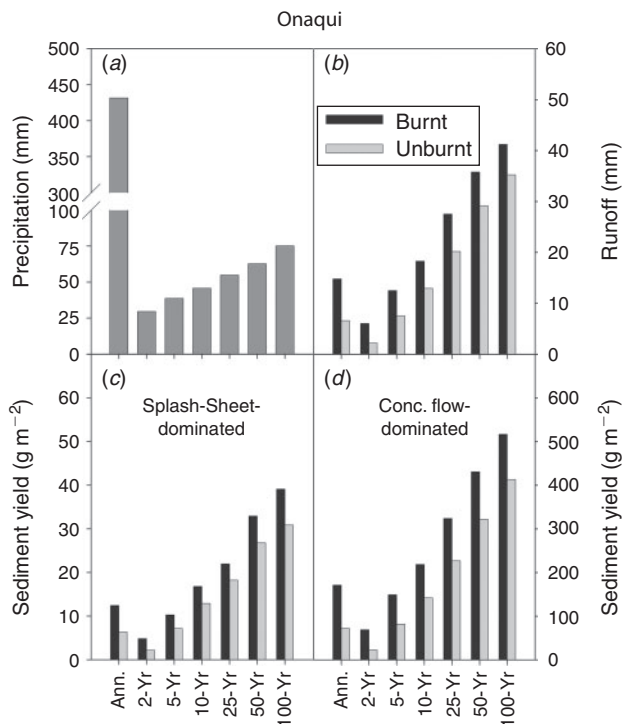 Onaqui
(a)
(b)
Precipitation (mm)
500
450
400
350
300
100
75
50
25
0
Burnt
Unburnt
60
50
40
30
20
10
0
Runoff (mm)
(c)
Splash-Sheet-
dominated
(d)
Conc. flow-
dominated
Sediment yield (g m−2)
60
50
40
30
20
10
0
600
500
400
300
200
100
0
Sediment yield (g m−2)
Ann.
2-Yr
5-Yr
10-Yr
25-Yr
50-Yr
100-Yr
Ann.
2-Yr
5-Yr
10-Yr
25-Yr
50-Yr
100-Yr